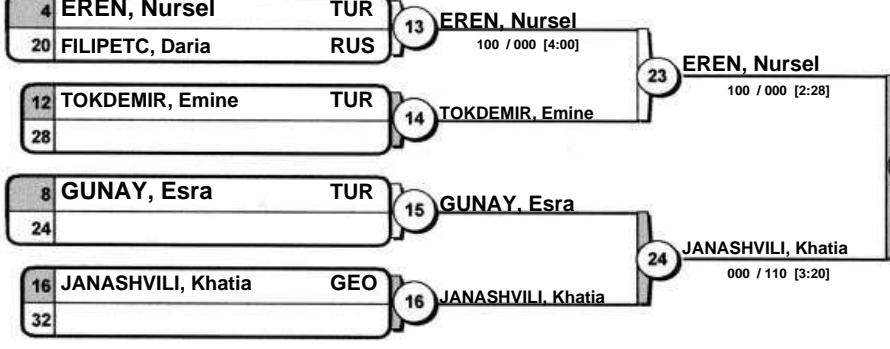 4 EREN, Nursel TUR
20 FILIPETC, Daria RUS
13 EREN, Nursel
100 / 000 [4:00]
12 TOKDEMIR, Emine TUR
28
14 TOKDEMIR, Emine
23 EREN, Nursel
100 / 000 [2:28]
8 GUNAY, Esra TUR
24
15 GUNAY, Esra
16 JANASHVILI, Khatia GEO
32
16 JANASHVILI, Khatia
24 JANASHVILI, Khatia
000 / 110 [3:20]